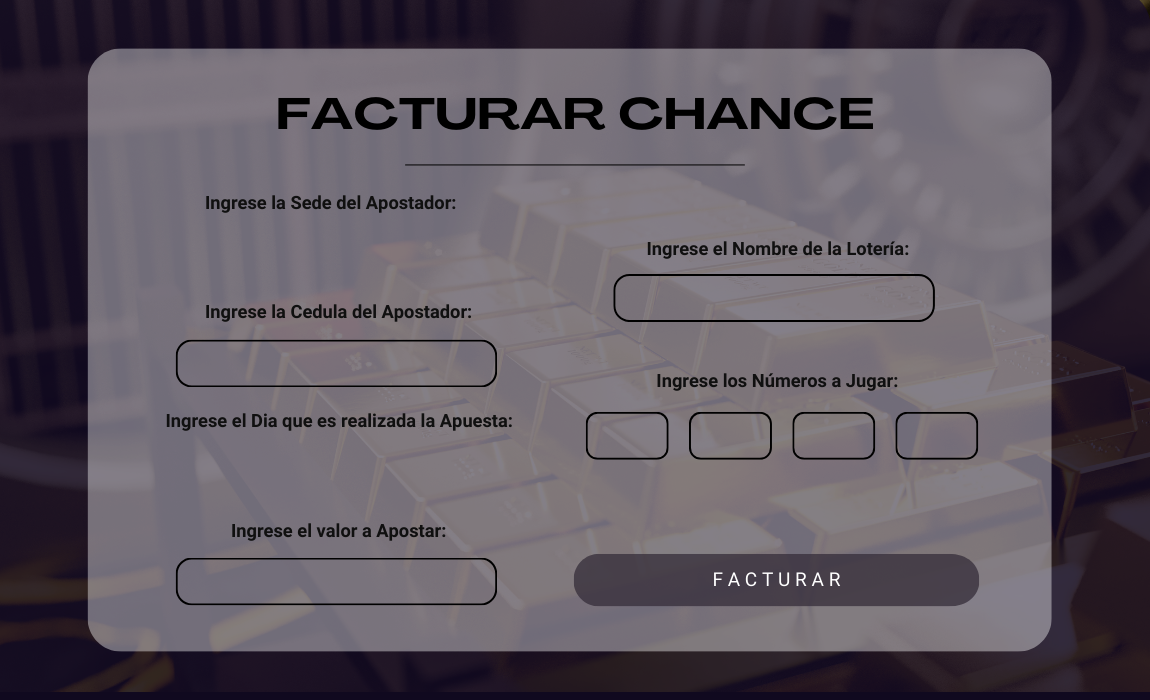 FACTURAR CHANCE
Ingrese la Sede del Apostador:
Ingrese la Cedula del Apostador:
Ingrese el Dia que es realizada la Apuesta:
Ingrese el valor a Apostar:
Ingrese el Nombre de la Lotería:
Ingrese los Números a Jugar:
FACTURAR